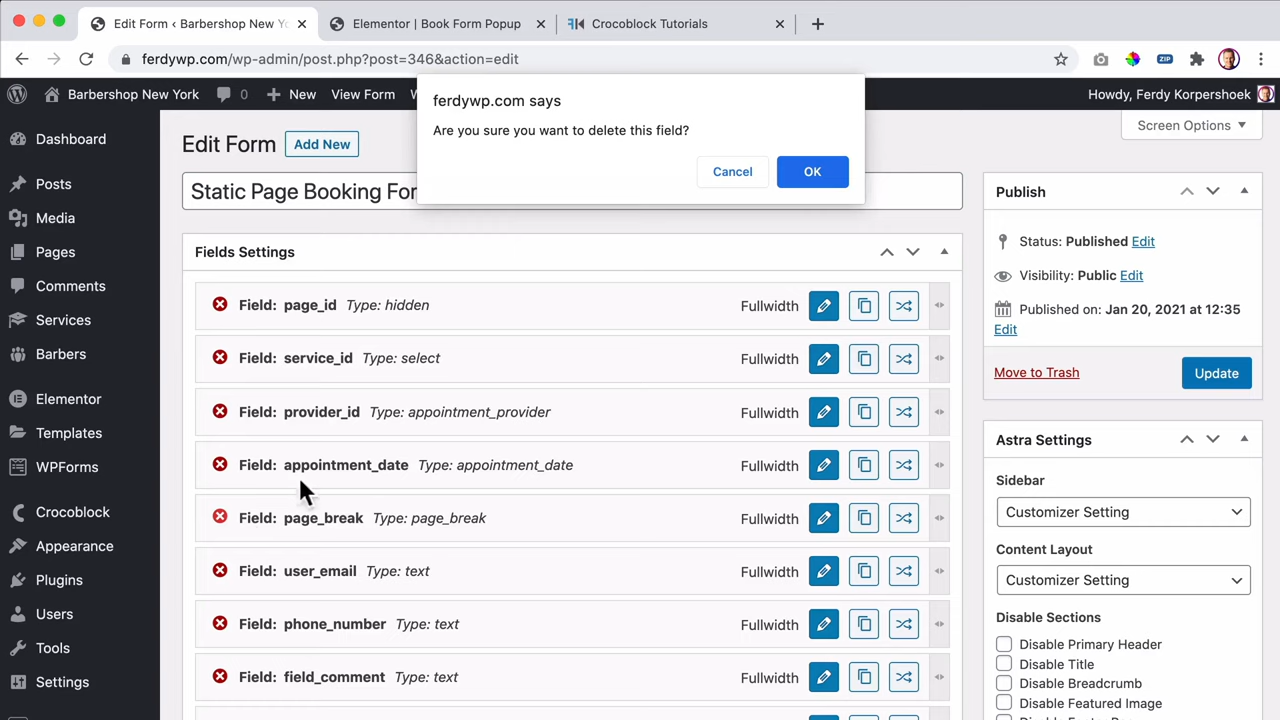 Edit Form ‹ Barbershop New Yo
Elementor | Book Form Popup
Crocoblock Tutorials
ferdywp.com/wp-admin/post.php?post=346&action=edit
ZIP
Barbershop New York
0
New
View Form
Howdy, Ferdy Korpershoek
ferdywp.com says
Are you sure you want to delete this field?
Cancel
OK
Screen Options
Dashboard
Posts
Media
Pages
Comments
Services
Barbers
Elementor
Templates
WPForms
Crocoblock
Appearance
Plugins
Users
Tools
Settings
Edit Form
Add New
Static Page Booking For
Fields Settings
Field: page_id Type: hidden Fullwidth
Field: service_id Type: select Fullwidth
Field: provider_id Type: appointment_provider Fullwidth
Field: appointment_date Type: appointment_date Fullwidth
Field: page_break Type: page_break Fullwidth
Field: user_email Type: text Fullwidth
Field: phone_number Type: text Fullwidth
Field: field_comment Type: text Fullwidth
Publish
Status: Published Edit
Visibility: Public Edit
Published on: Jan 20, 2021 at 12:35
Edit
Move to Trash
Update
Astra Settings
Sidebar
Customizer Setting
Content Layout
Customizer Setting
Disable Sections
Disable Primary Header
Disable Title
Disable Breadcrumb
Disable Featured Image